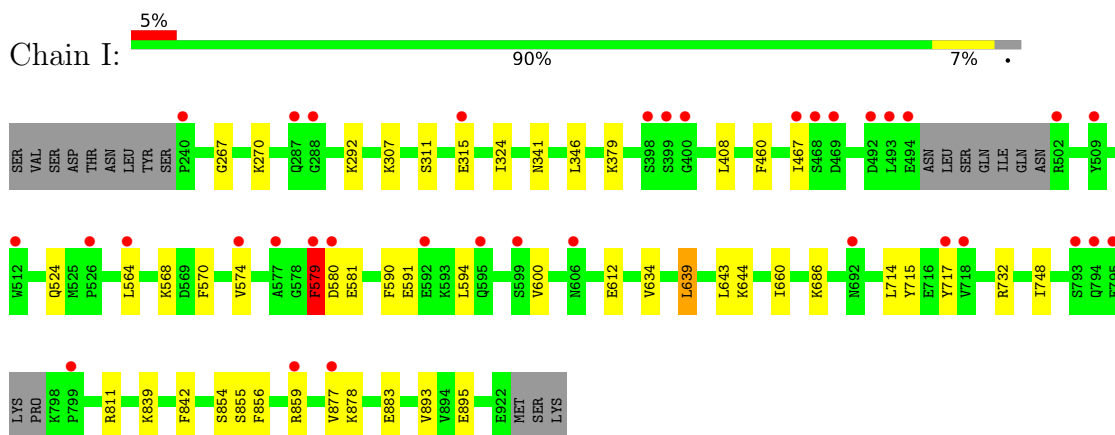 5%
Chain I:
90% 7% •
SER VAL SER ASP THR ASN LEU TYR SER P240 G267 K270 Q287 G288 K292 K307 S311 E315 I324 N341 L346 K379 S398 S399 G400 L408 F460 I467 S468 D469 D492 L493 E494 ASN LEU SER GLN ILE GLN ASN R502 Y509
W512 Q524 M525 P526 L564 K568 D569 F570 V574 A577 G578 F579 D580 E581 F590 E591 E592 K593 L594 Q595 S599 V600 N606 E612 V634 L639 L643 K644 I660 K686 N692 L714 Y715 E716 Y717 V718 R732 I748 S793 Q794
LYS PRO K798 P799 R811 K839 F842 S854 S855 F856 R859 V877 K878 E883 V893 V894 E895 E922 MET SER LYS